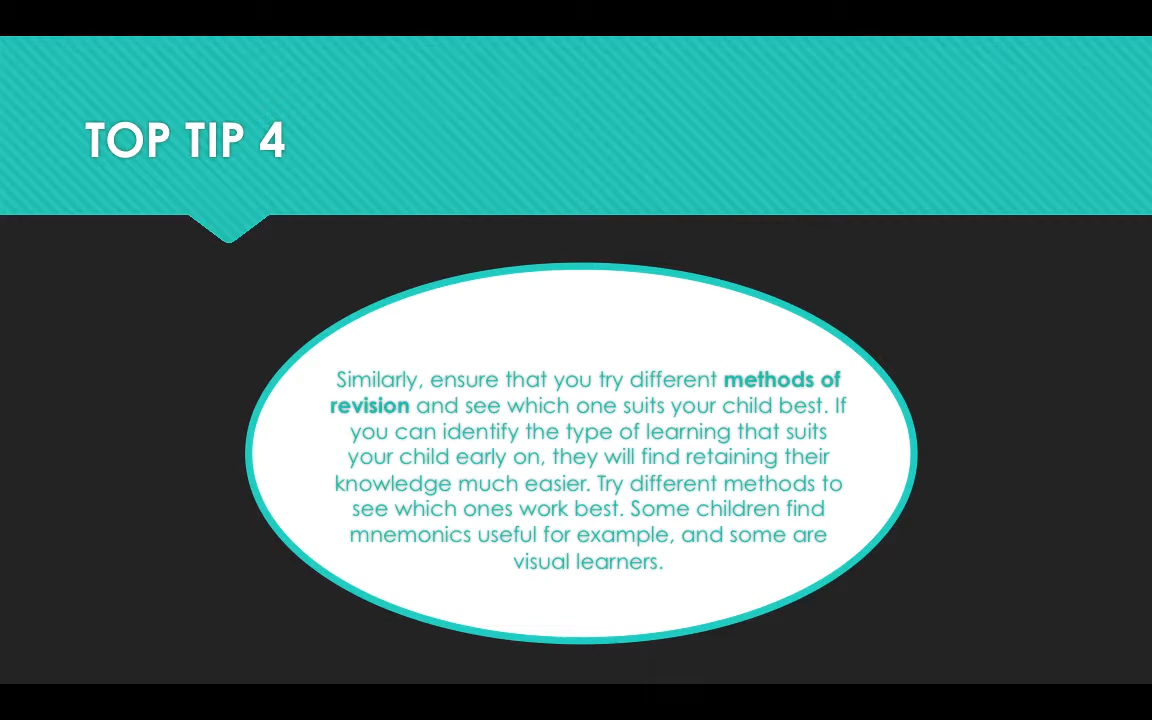 TOP TIP 4
Similarly, ensure that you try different methods of
revision and see which one suits your child best. If
you can identify the type of learning that suits
your child early on, they will find retaining their
knowledge much easier. Try different methods to
see which ones work best. Some children find
mnemonics useful for example, and some are
visual learners.